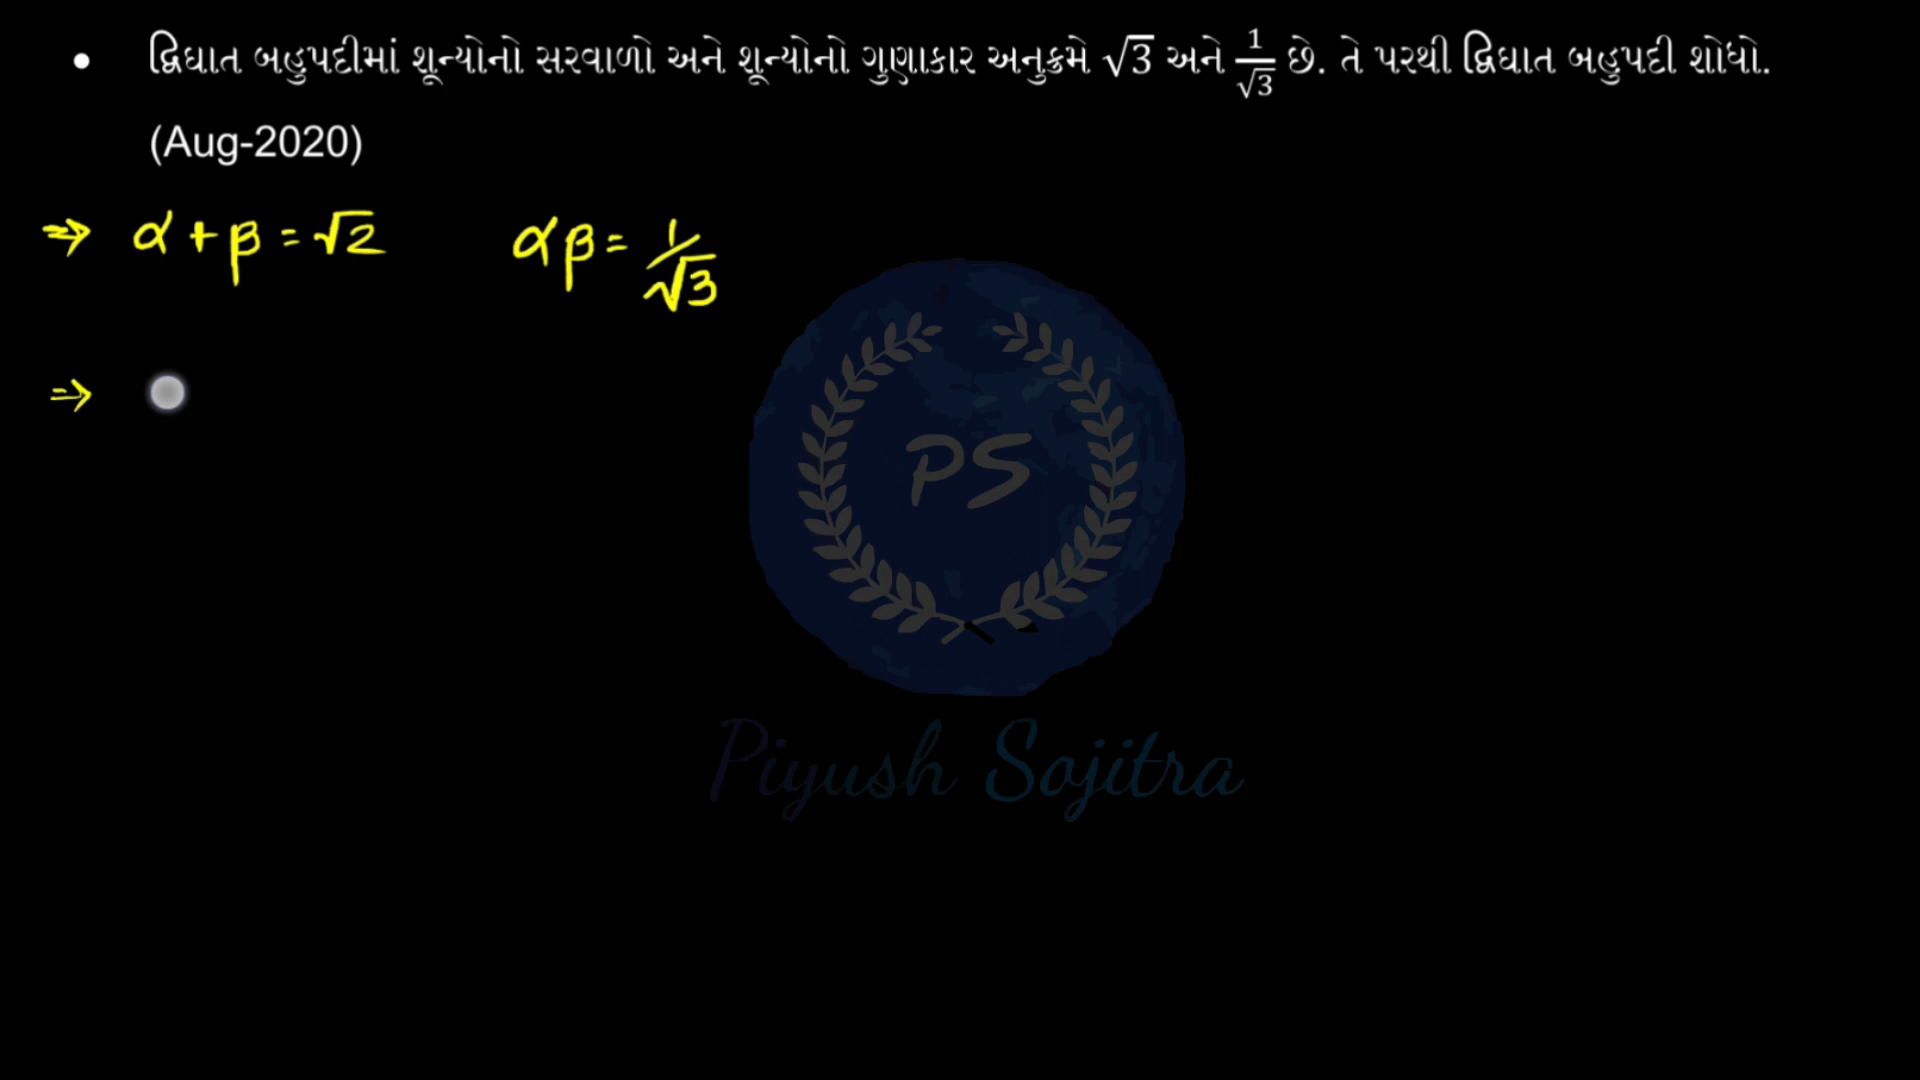 • દ્વિઘાત બહુપદીમાં શૂન્યોનો સરવાળો અને શૂન્યોનો ગુણાકાર અનુક્રમે √3 અને 1/√3 છે. તે પરથી દ્વિઘાત બહુપદી શોધો.
(Aug-2020)
⇒ α + β = √2 αβ = 1/√3
⇒
PS
Piyush Sojitra